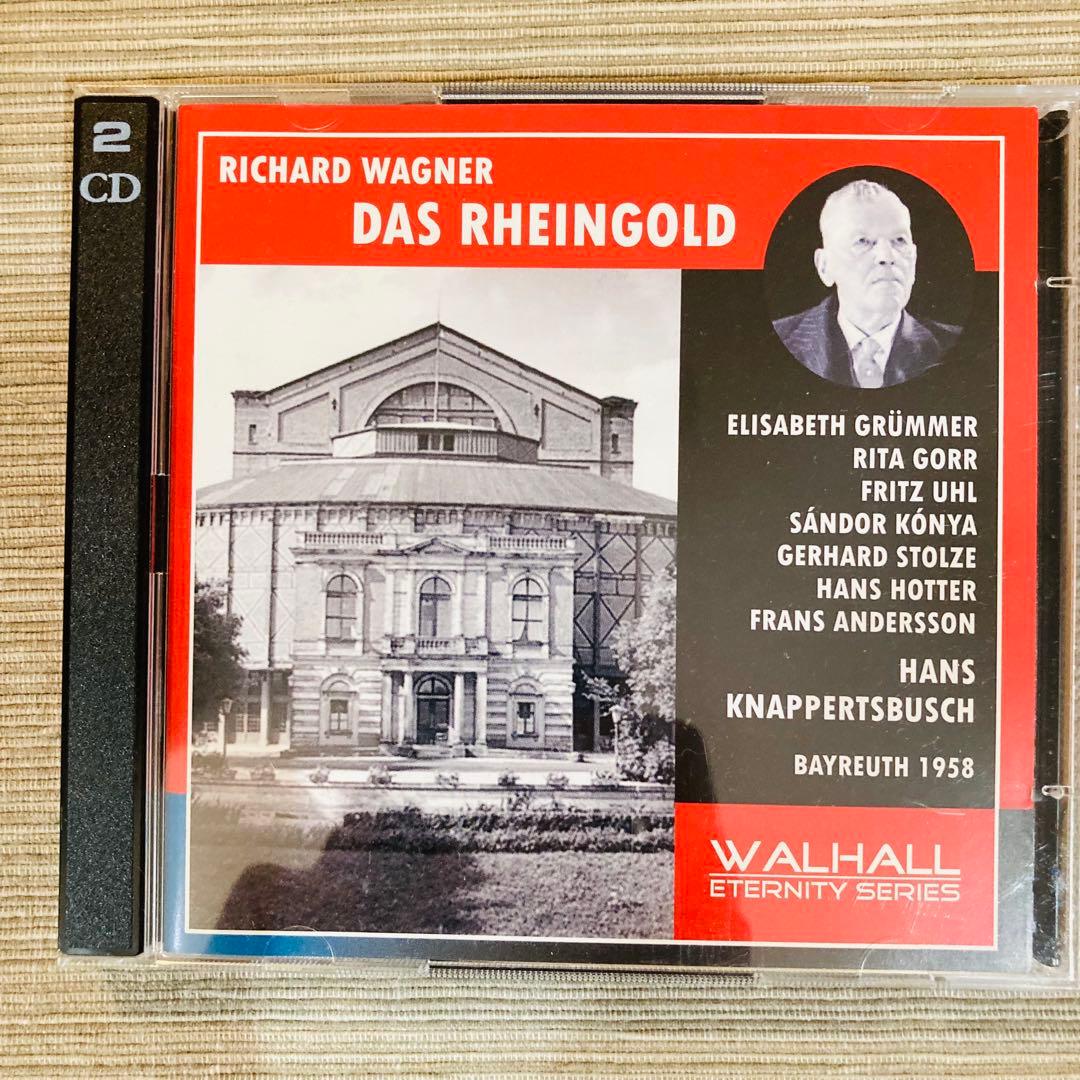 2
CD
RICHARD WAGNER
DAS RHEINGOLD
ELISABETH GRÜMMER
RITA GORR
FRITZ UHL
SÁNDOR KÓNYA
GERHARD STOLZE
HANS HOTTER
FRANS ANDERSSON
HANS
KNAPPERTSBUSCH
BAYREUTH 1958
WALHALL
ETERNITY SERIES